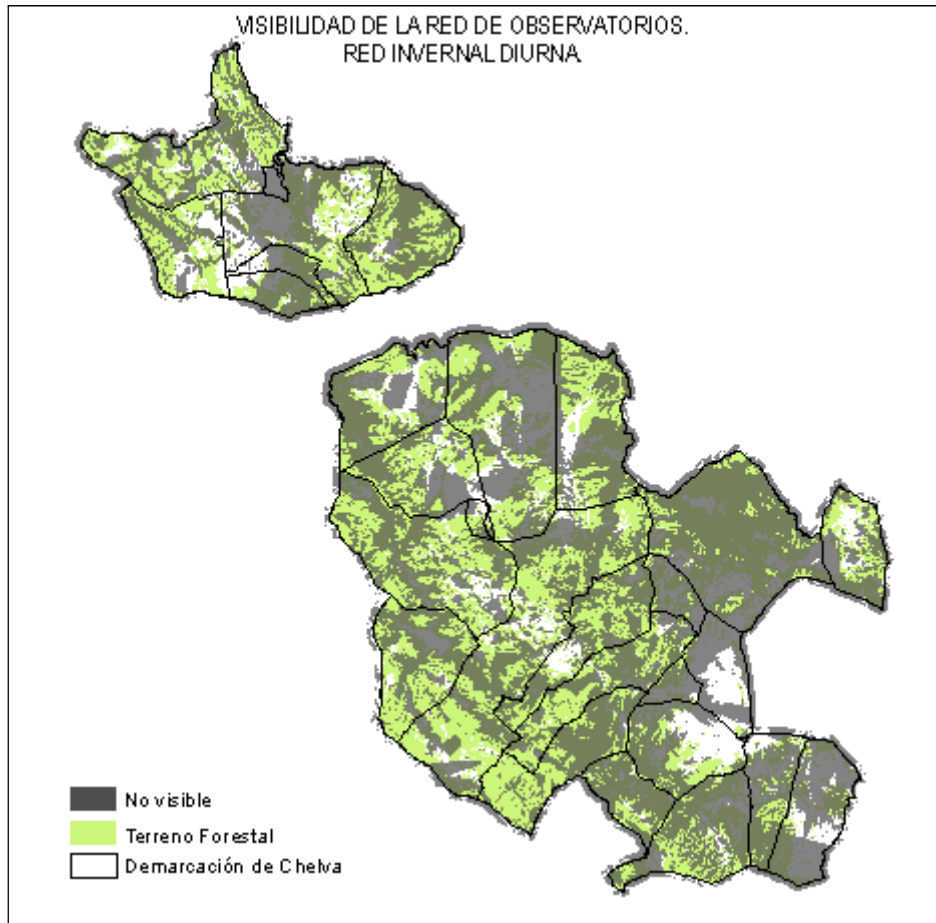 VISIBILIDAD DE LA RED DE OBSERVATORIOS.
RED INVERNAL DIURNA
No visible
Terreno Forestal
Demarcación de Chelva